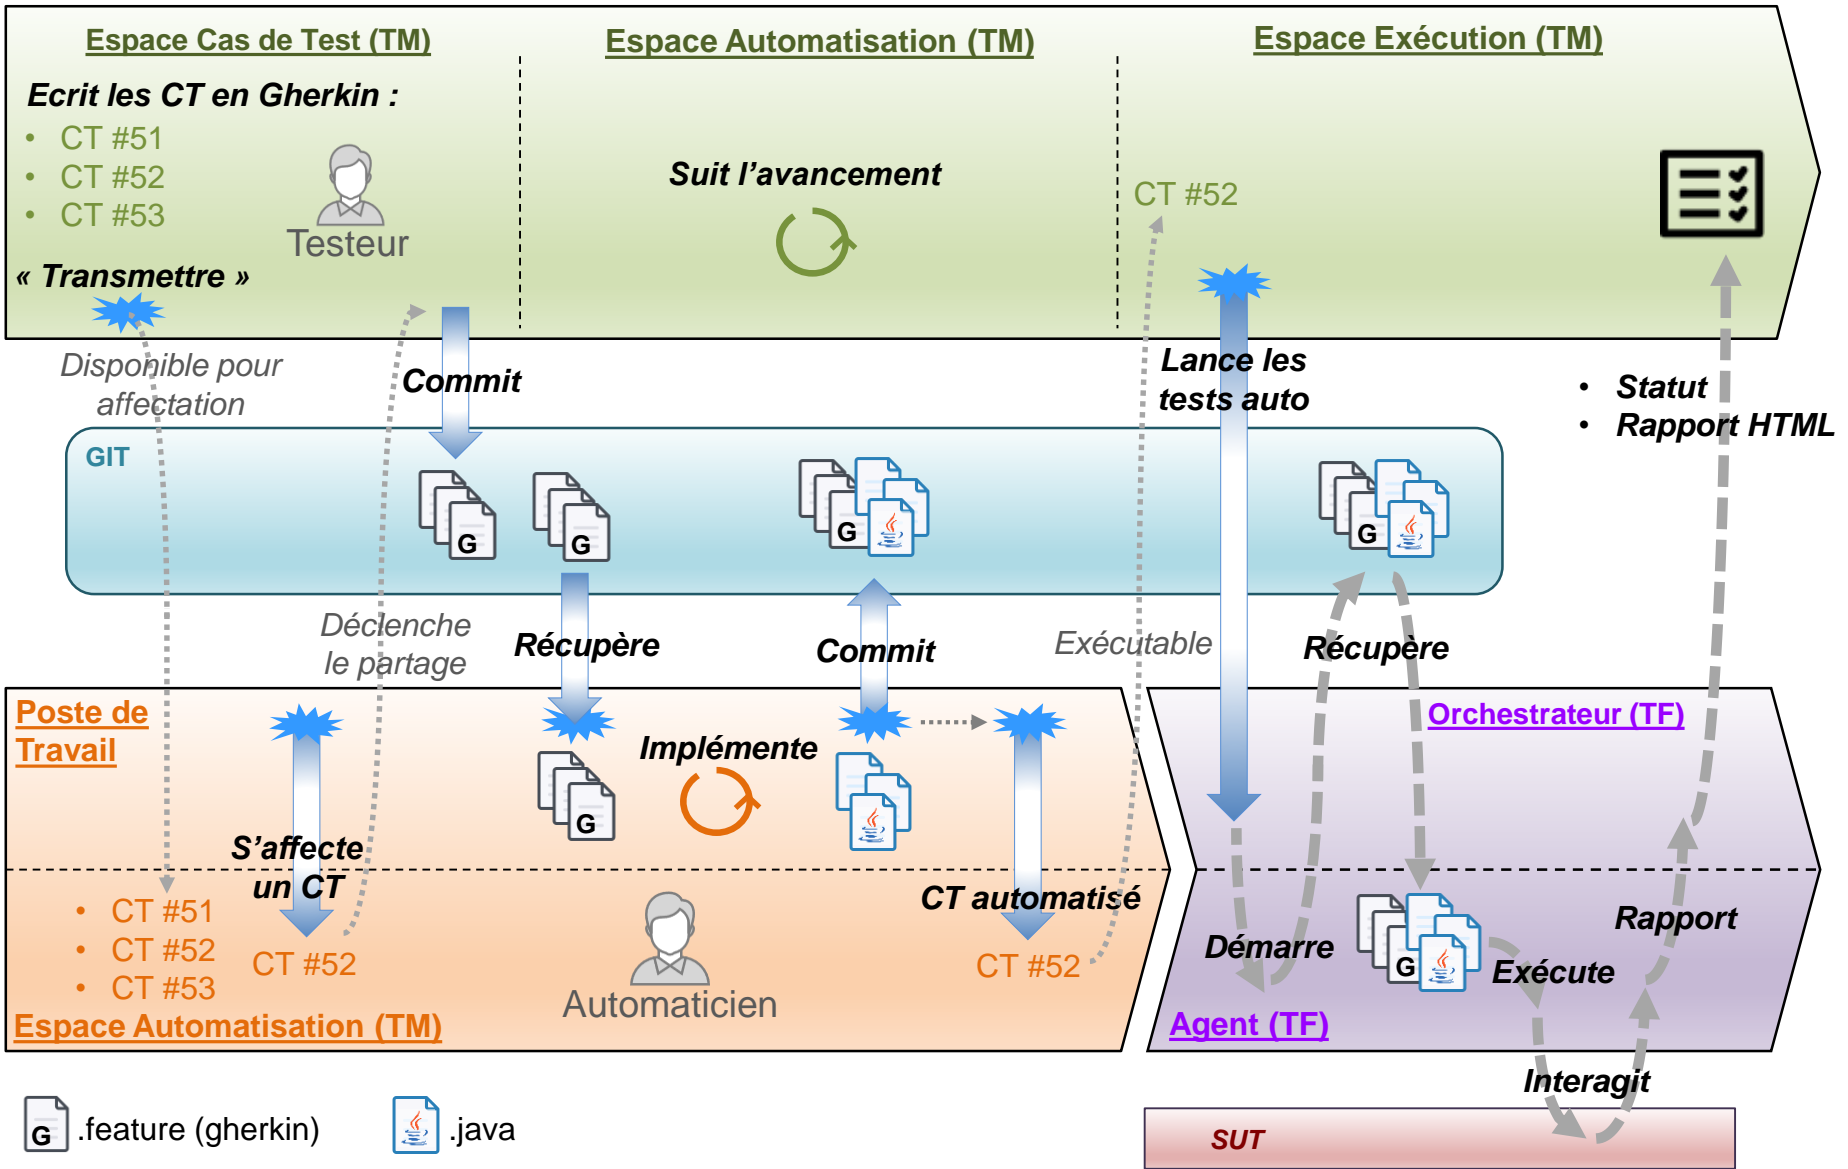 Espace Cas de Test (TM)
Espace Automatisation (TM)
Espace Exécution (TM)
Ecrit les CT en Gherkin :
• CT #51
• CT #52
• CT #53
Testeur
« Transmettre »
Suit l’avancement
CT #52
Disponible pour
affectation
Commit
Lance les
tests auto
• Statut
• Rapport HTML
GIT
G
G
G
G
Déclenche
le partage
Récupère
Commit
Exécutable
Récupère
Poste de
Travail
Implémente
G
Orchestrateur (TF)
S’affecte
un CT
CT automatisé
• CT #51
• CT #52
• CT #53
CT #52
Automaticien
CT #52
Espace Automatisation (TM)
Démarre
G
Exécute
Rapport
Agent (TF)
Interagit
G .feature (gherkin)
.java
SUT